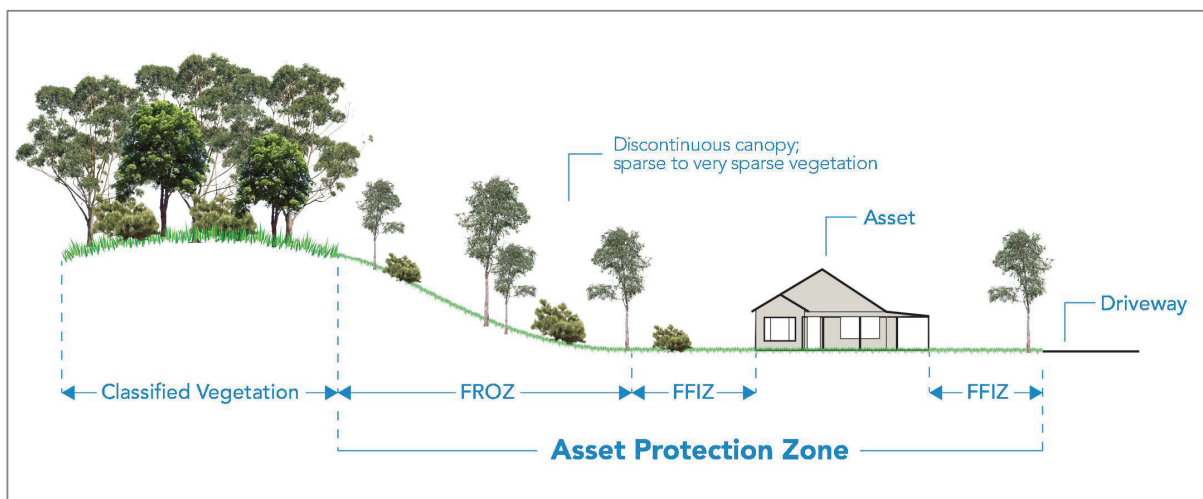 Discontinuous canopy;
sparse to very sparse vegetation
Asset
Driveway
Classified Vegetation
FROZ
FFIZ
FFIZ
Asset Protection Zone